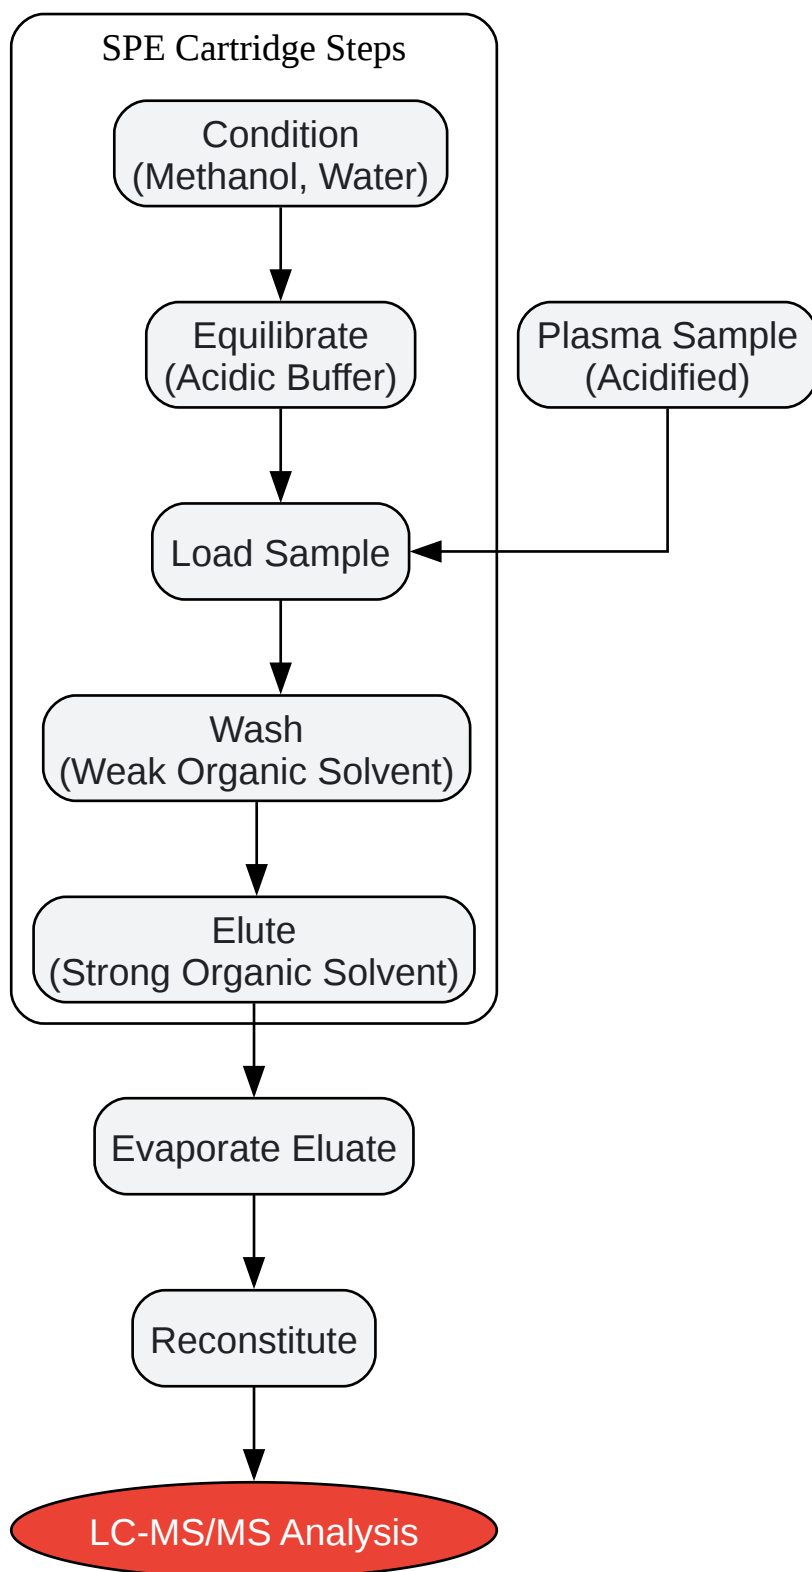 SPE Cartridge Steps
Condition
(Methanol, Water)
Equilibrate
(Acidic Buffer)
Plasma Sample
(Acidified)
Load Sample
Wash
(Weak Organic Solvent)
Elute
(Strong Organic Solvent)
Evaporate Eluate
Reconstitute
LC-MS/MS Analysis